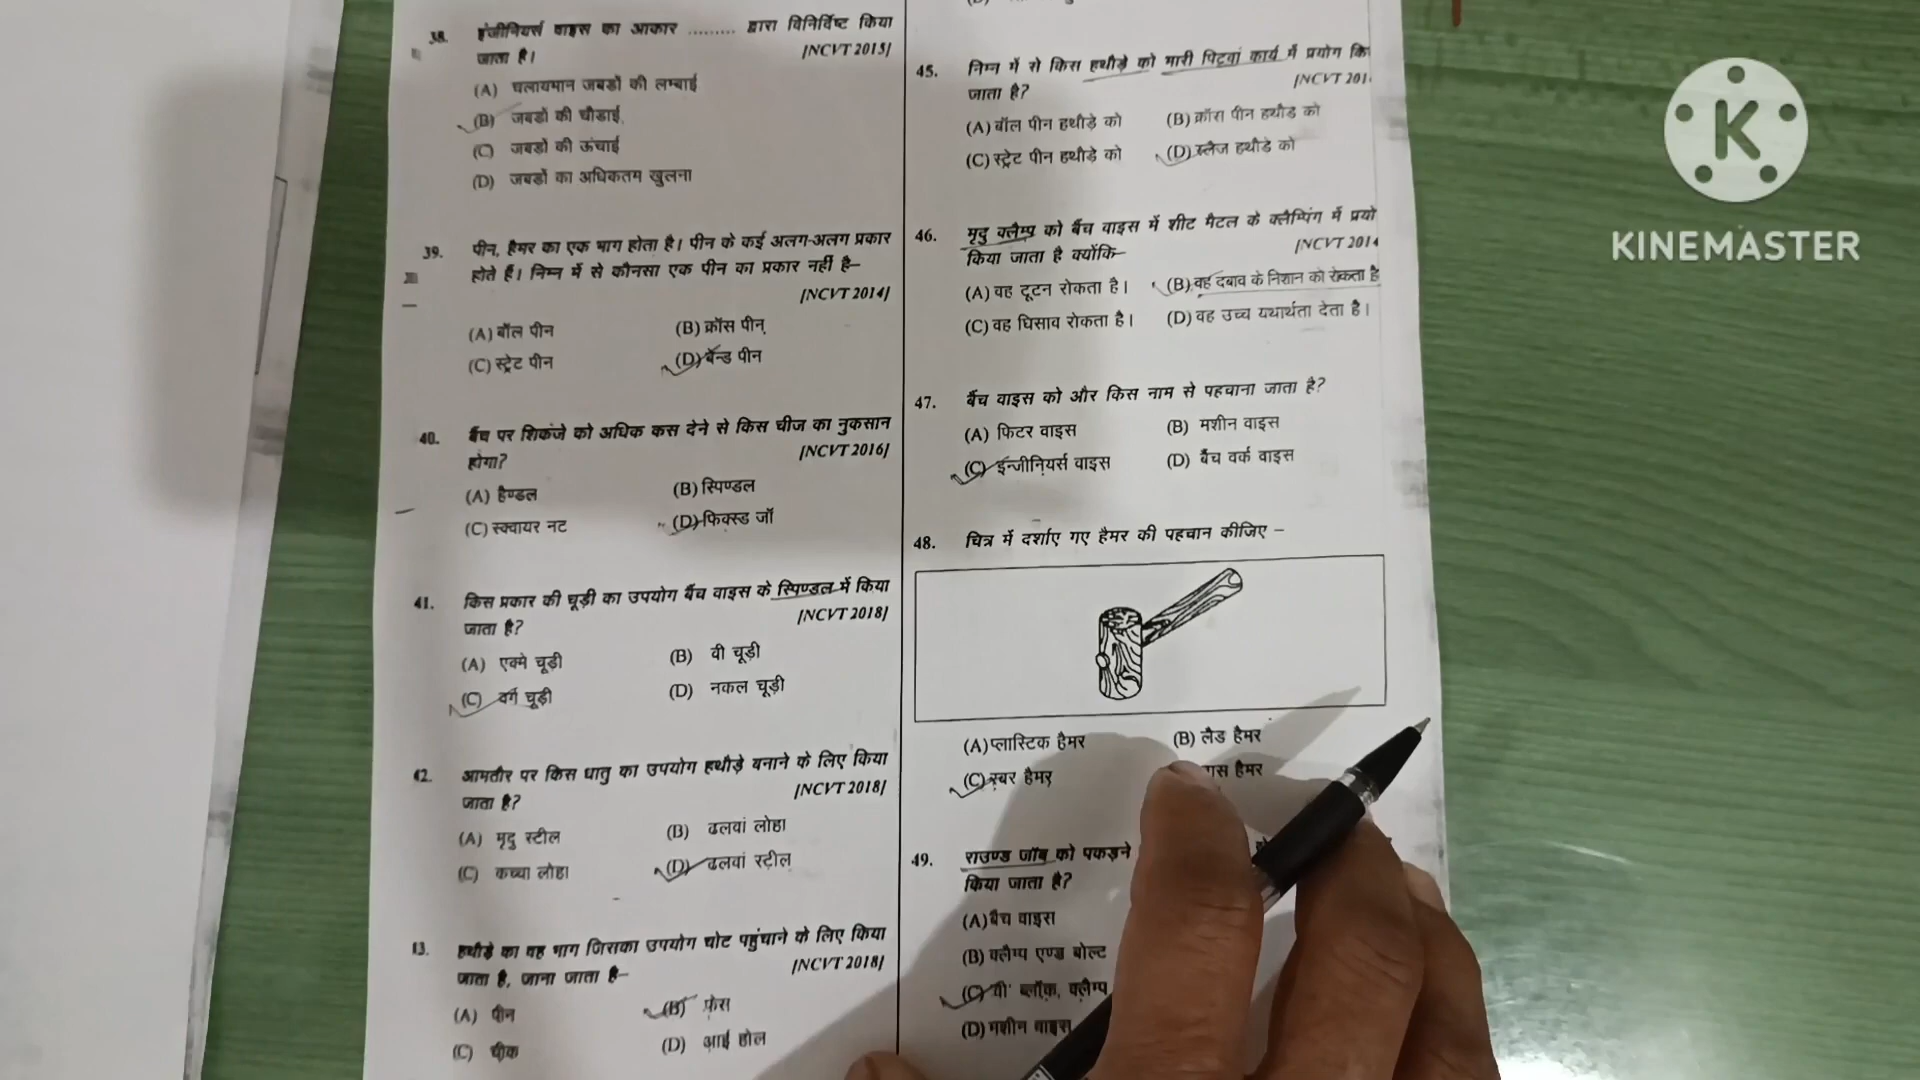 38. इंजीनियर्स वाइस का आकार ......... द्वारा विनिर्दिष्ट किया
जाता है। [NCVT 2015]
(A) चलायमान जबडों की लम्बाई
(B) जबडों की चौडाई
(C) जबडों की ऊंचाई
(D) जबडों का अधिकतम खुलना
39. पीन, हैमर का एक भाग होता है। पीन के कई अलग-अलग प्रकार
होते हैं। निम्न में से कौनसा एक पीन का प्रकार नहीं है–
[NCVT 2014]
(A) बॉल पीन (B) क्रॉस पीन
(C) स्ट्रेट पीन (D) बेन्ड पीन
40. बैंच पर शिकंजे को अधिक कस देने से किस चीज का नुकसान
होगा? [NCVT 2016]
(A) हैण्डल (B) स्पिण्डल
(C) स्क्वायर नट (D) फिक्स्ड जॉ
41. किस प्रकार की चूड़ी का उपयोग बैंच वाइस के स्पिण्डल में किया
जाता है? [NCVT 2018]
(A) एक्मे चूड़ी (B) वी चूड़ी
(C) वर्ग चूड़ी (D) नकल चूड़ी
42. आमतौर पर किस धातु का उपयोग हथौड़े बनाने के लिए किया
जाता है? [NCVT 2018]
(A) मृदु स्टील (B) ढलवां लोहा
(C) कच्चा लोहा (D) ढलवां स्टील
43. हथौड़े का वह भाग जिसका उपयोग चोट पहुंचाने के लिए किया
जाता है, जाना जाता है– [NCVT 2018]
(A) पीन (B) फेस
(C) चीक (D) आई होल
45. निम्न में से किस हथौड़े को भारी पिटवां कार्य में प्रयोग
जाता है? [NCVT 201
(A) बॉल पीन हथौड़े को (B) क्रॉस पीन हथौड़े को
(C) स्ट्रेट पीन हथौड़े को (D) स्लैज हथौडे को
46. मृदु क्लैम्प को बैंच वाइस में शीट मैटल के क्लैम्पिंग में
किया जाता है क्योंकि– [NCVT 2014
(A) वह टूटन रोकता है। (B) वह दबाव के निशान को रोकता है
(C) वह घिसाव रोकता है। (D) वह उच्च यथार्थता देता है।
47. बैंच वाइस को और किस नाम से पहचाना जाता है?
(A) फिटर वाइस (B) मशीन वाइस
(C) इन्जीनियर्स वाइस (D) बैंच वर्क वाइस
48. चित्र में दर्शाए गए हैमर की पहचान कीजिए –
(A) प्लास्टिक हैमर (B) लैड हैमर
(C) रबर हैमर हैमर
49. राउण्ड जॉब को पकड़ने
किया जाता है?
(A) बैंच वाइस
(B) क्लैम्प एण्ड बोल्ट
(C) वी ब्लॉक, क्लैम्प
(D) मशीन वाइस
K
KINEMASTER